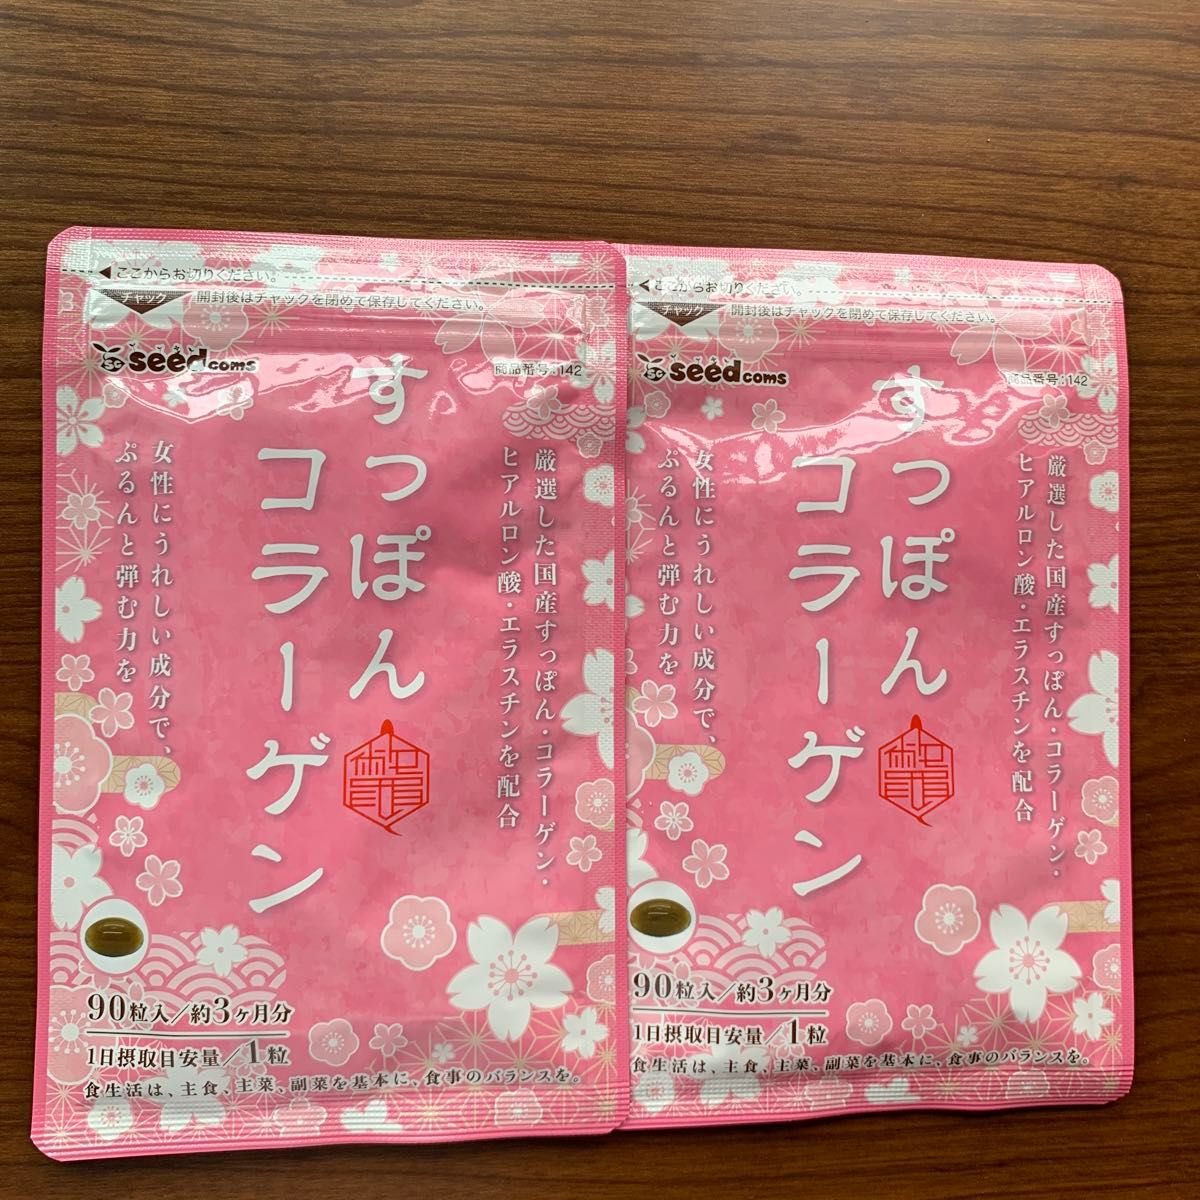 ここからお切りください。
チャック
開封後はチャックを閉めて保存してください。
seedcoms
商品番号:142
厳選した国産すっぽん・コラーゲン・
ヒアルロン酸・エラスチンを配合
すっぽん
コラーゲン
女性にうれしい成分で、
ぷるんと弾む力を
90粒入/約3ヶ月分
1日摂取目安量/1粒
食生活は、主食、主菜、副菜を基本に、食事のバランスを。
ここからお切りください。
チャック
開封後はチャックを閉めて保存してください。
seedcoms
商品番号:142
厳選した国産すっぽん・コラーゲン・
ヒアルロン酸・エラスチンを配合
すっぽん
コラーゲン
女性にうれしい成分で、
ぷるんと弾む力を
90粒入/約3ヶ月分
1日摂取目安量/1粒
食生活は、主食、主菜、副菜を基本に、食事のバランスを。